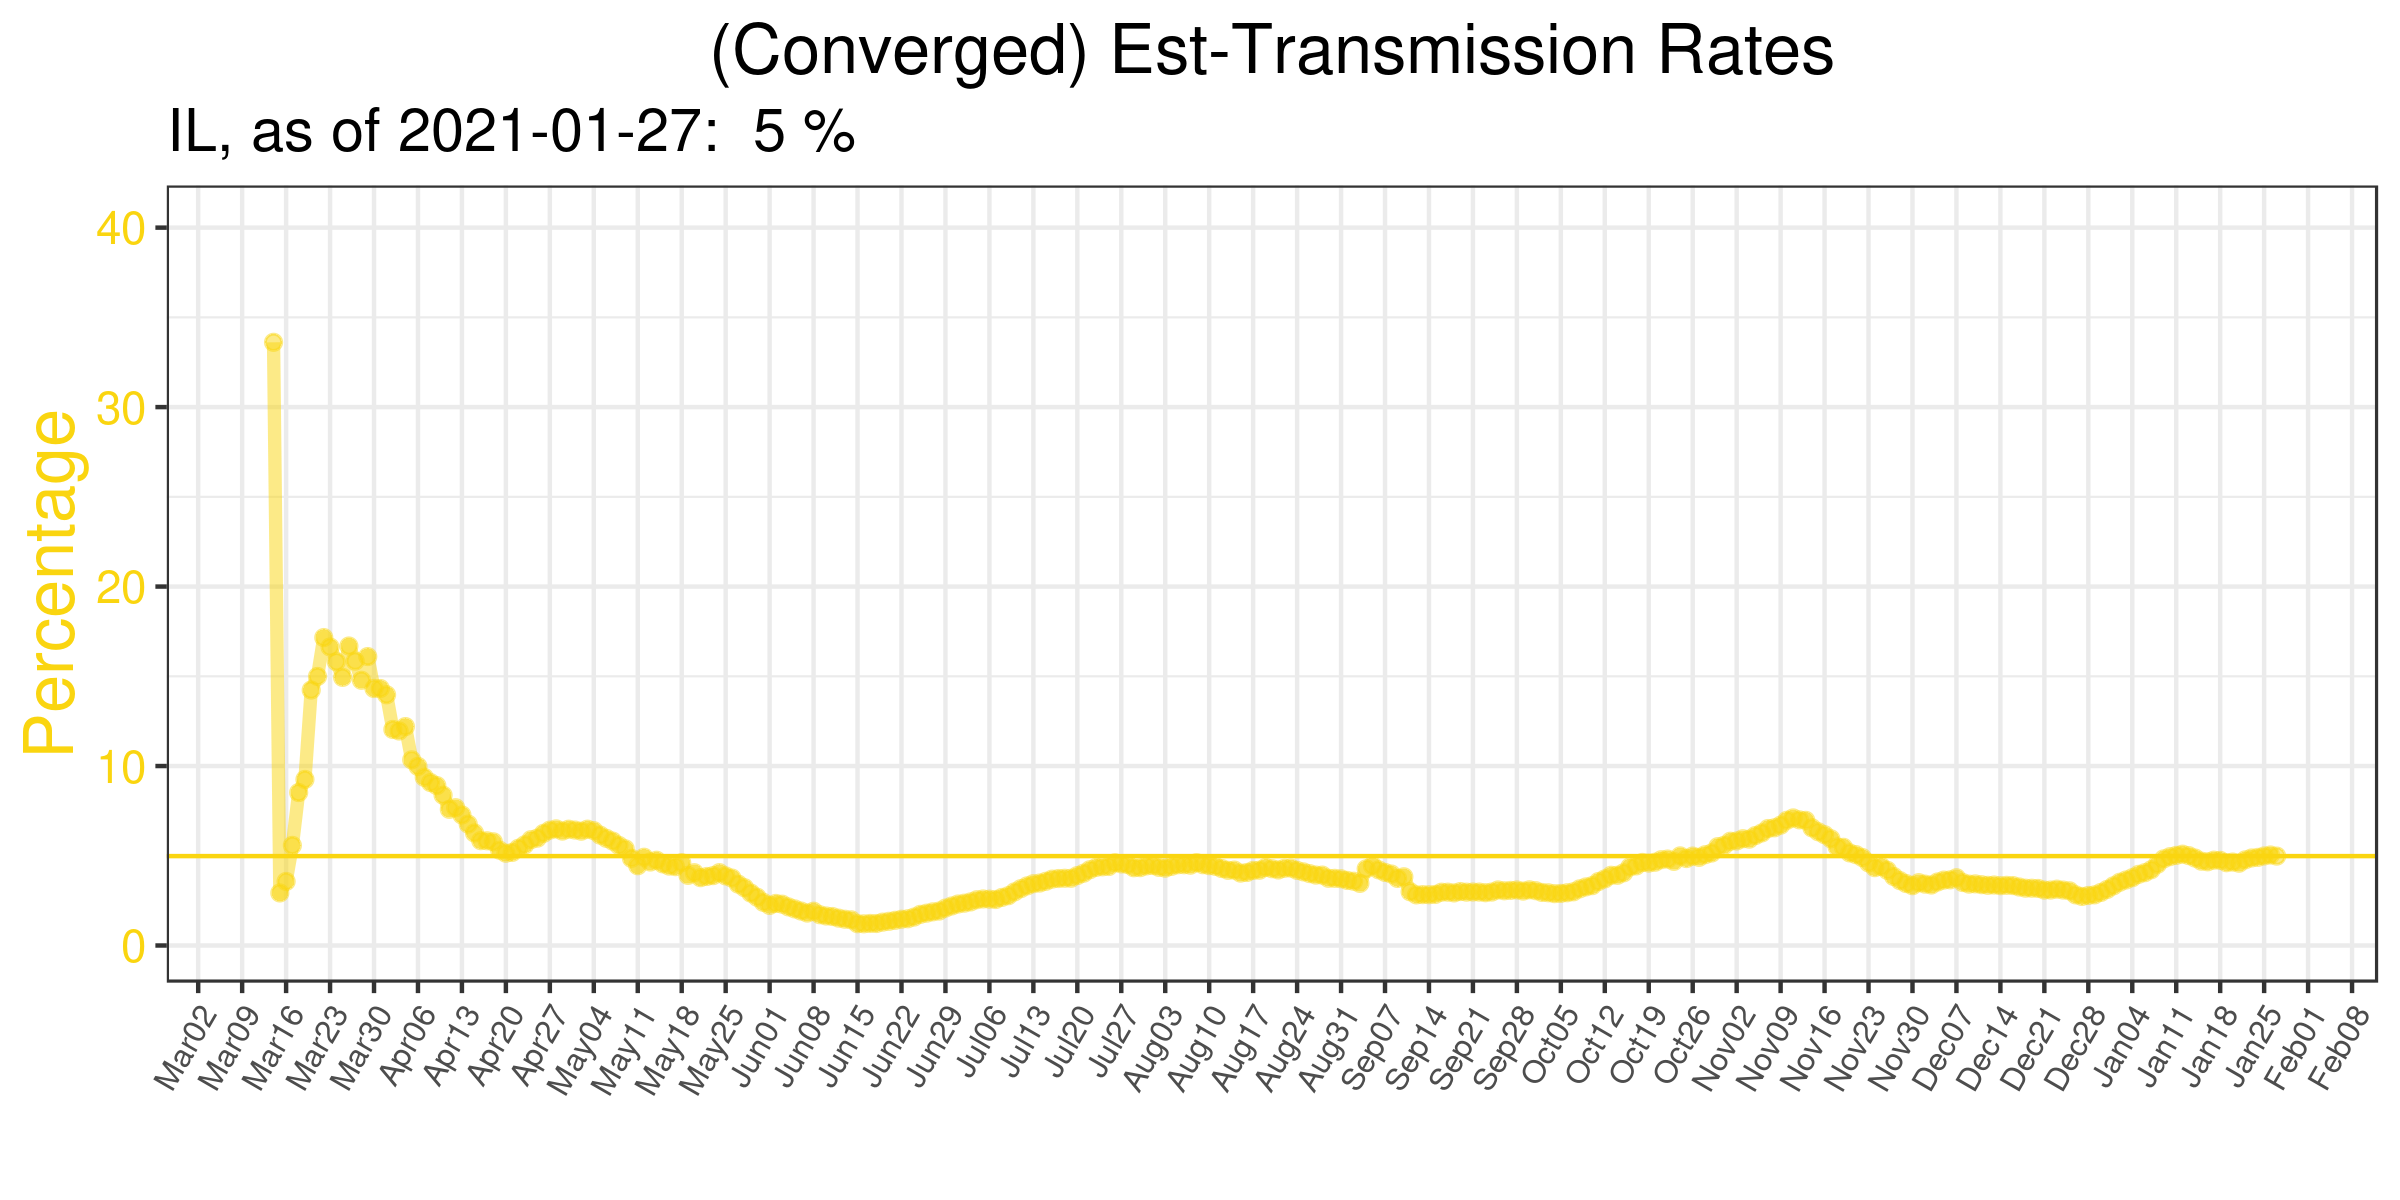 (Converged) Est-Transmission Rates
IL, as of 2021-01-27:  5 %
Percentage
40
30
20
10
0
Mar02
Mar09
Mar16
Mar23
Mar30
Apr06
Apr13
Apr20
Apr27
May04
May11
May18
May25
Jun01
Jun08
Jun15
Jun22
Jun29
Jul06
Jul13
Jul20
Jul27
Aug03
Aug10
Aug17
Aug24
Aug31
Sep07
Sep14
Sep21
Sep28
Oct05
Oct12
Oct19
Oct26
Nov02
Nov09
Nov16
Nov23
Nov30
Dec07
Dec14
Dec21
Dec28
Jan04
Jan11
Jan18
Jan25
Feb01
Feb08